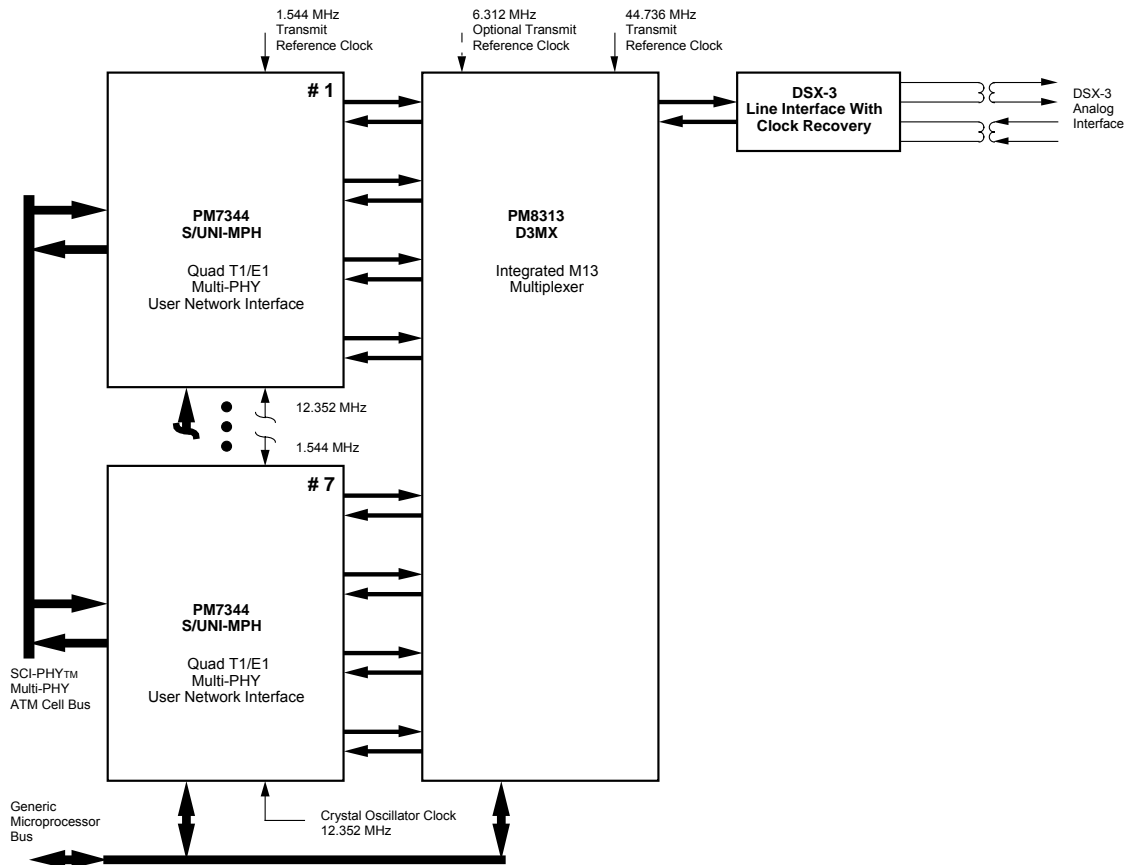 1.544 MHz
Transmit
Reference Clock
6.312 MHz
Optional Transmit
Reference Clock
44.736 MHz
Transmit
Reference Clock
# 1
PM7344
S/UNI-MPH
Quad T1/E1
Multi-PHY
User Network Interface
PM8313
D3MX
Integrated M13
Multiplexer
DSX-3
Line Interface With
Clock Recovery
DSX-3
Analog
Interface
12.352 MHz
1.544 MHz
# 7
PM7344
S/UNI-MPH
Quad T1/E1
Multi-PHY
User Network Interface
SCI-PHYTM
Multi-PHY
ATM Cell Bus
Generic
Microprocessor
Bus
Crystal Oscillator Clock
12.352 MHz